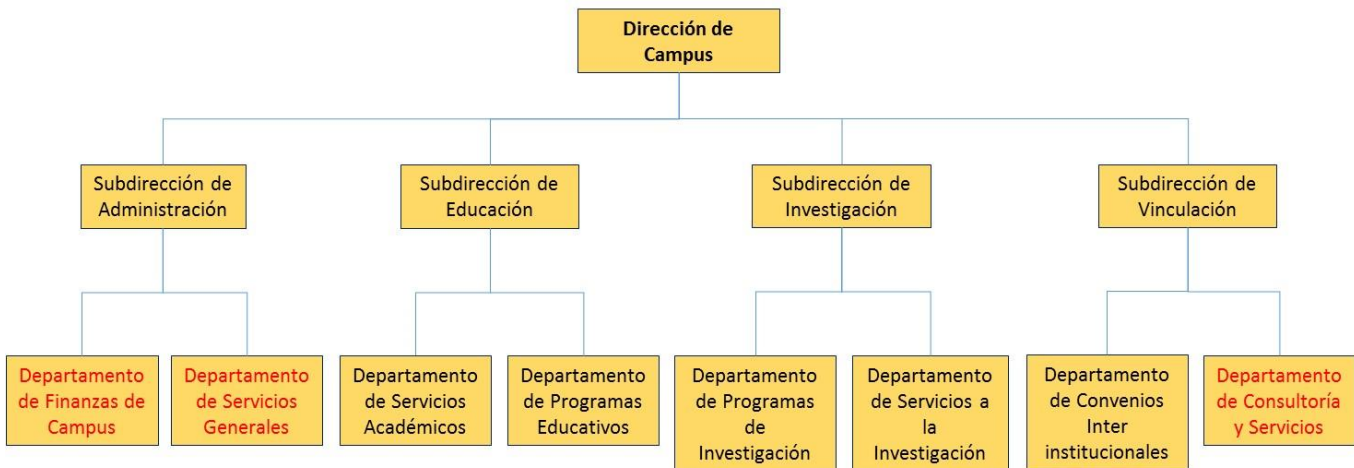 Dirección de
Campus
Subdirección de
Administración
Subdirección de
Educación
Subdirección de
Investigación
Subdirección de
Vinculación
Departamento
de Finanzas de
Campus
Departamento
de Servicios
Generales
Departamento
de Servicios
Académicos
Departamento
de Programas
Educativos
Departamento
de Programas
de
Investigación
Departamento
de Servicios a
la
Investigación
Departamento
de Convenios
Inter
institucionales
Departamento
de Consultoría
y Servicios